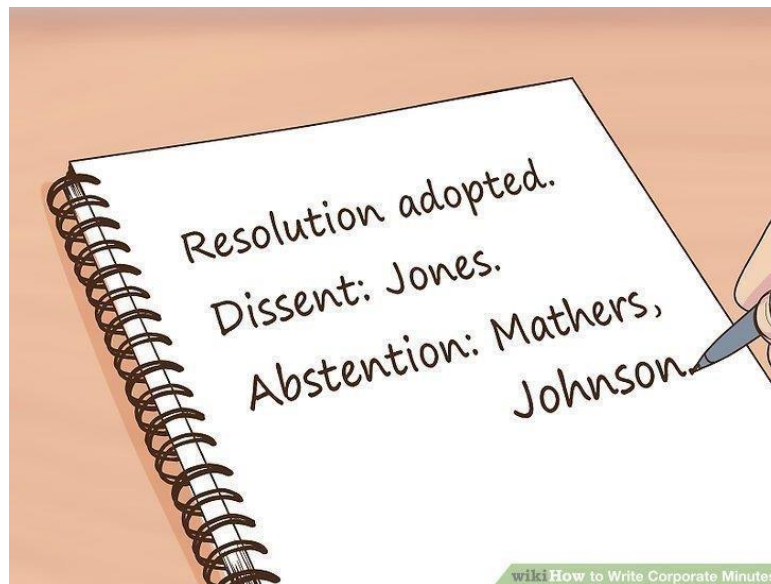 Resolution adopted.
Dissent: Jones.
Abstention: Mathers,
Johnson.
wikiHow to Write Corporate Minutes